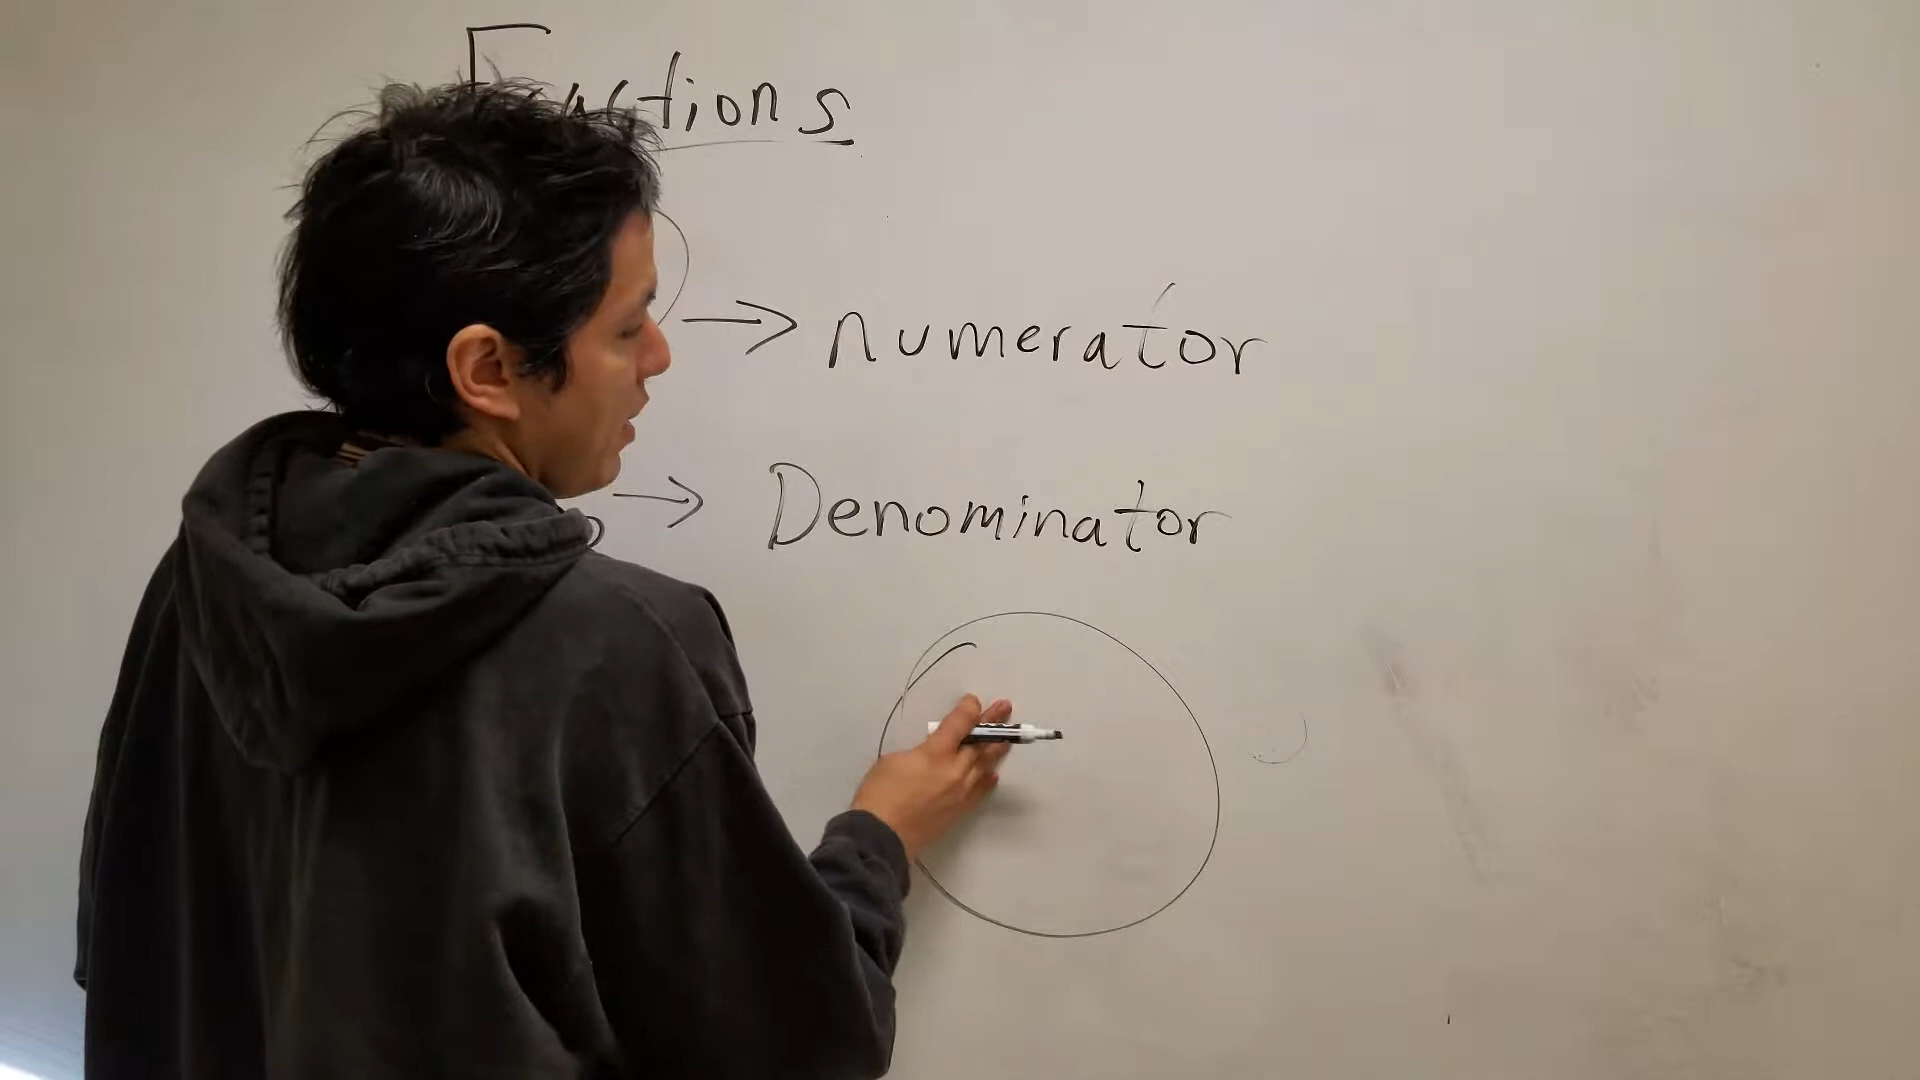 Fractions
→ numerator
→ Denominator